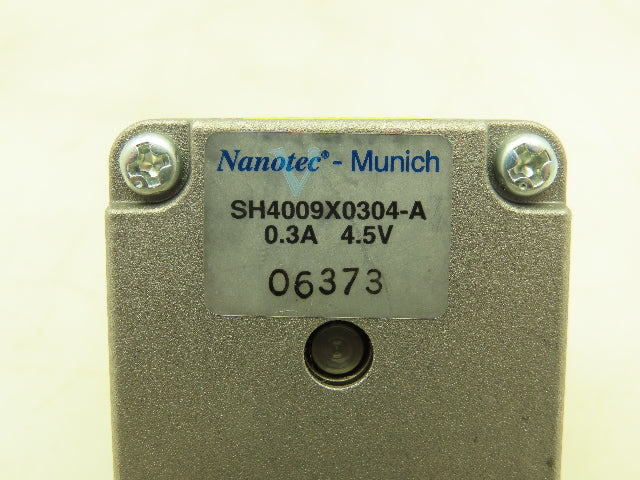 Nanotec® - Munich
SH4009X0304-A
0.3A 4.5V
06373